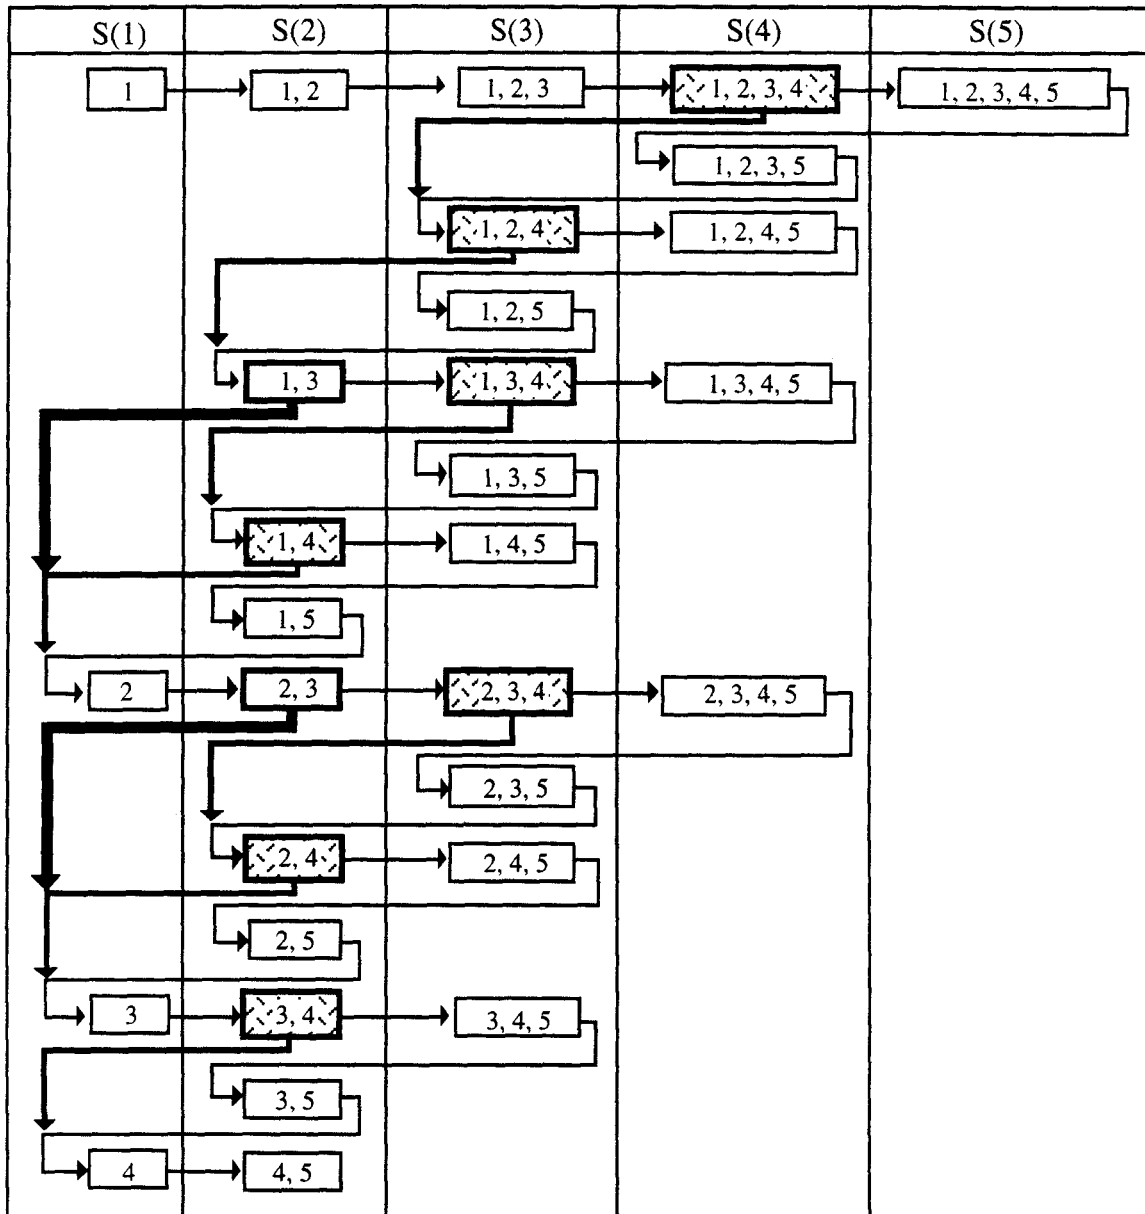 S(1) S(2) S(3) S(4) S(5)
1 1, 2 1, 2, 3 1, 2, 3, 4 1, 2, 3, 4, 5
1, 2, 3, 5
1, 2, 4 1, 2, 4, 5
1, 2, 5
1, 3 1, 3, 4 1, 3, 4, 5
1, 3, 5
1, 4 1, 4, 5
1, 5
2 2, 3 2, 3, 4 2, 3, 4, 5
2, 3, 5
2, 4 2, 4, 5
2, 5
3 3, 4 3, 4, 5
3, 5
4 4, 5